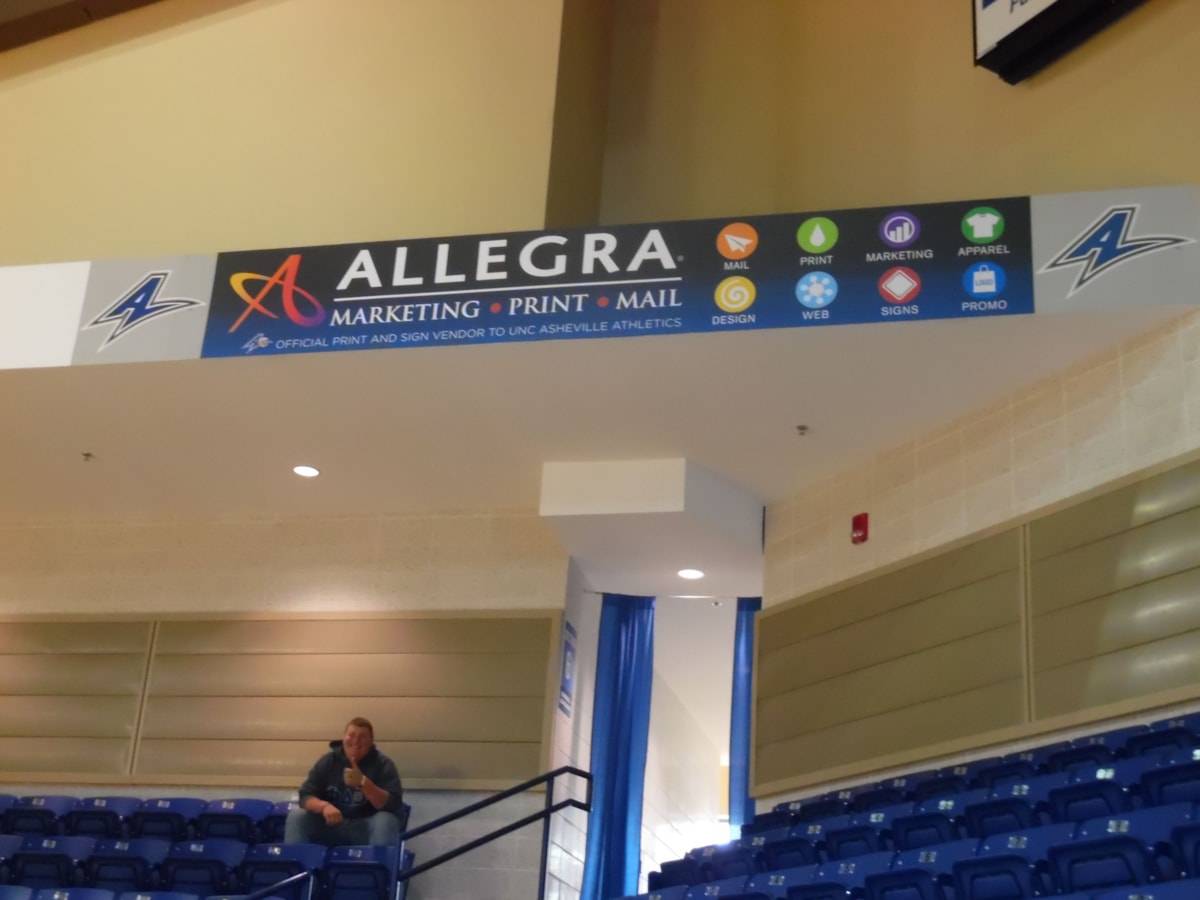 ALLEGRA®
MARKETING • PRINT • MAIL
OFFICIAL PRINT AND SIGN VENDOR TO UNC ASHEVILLE ATHLETICS
MAIL PRINT MARKETING APPAREL
LOGO
DESIGN WEB SIGNS PROMO